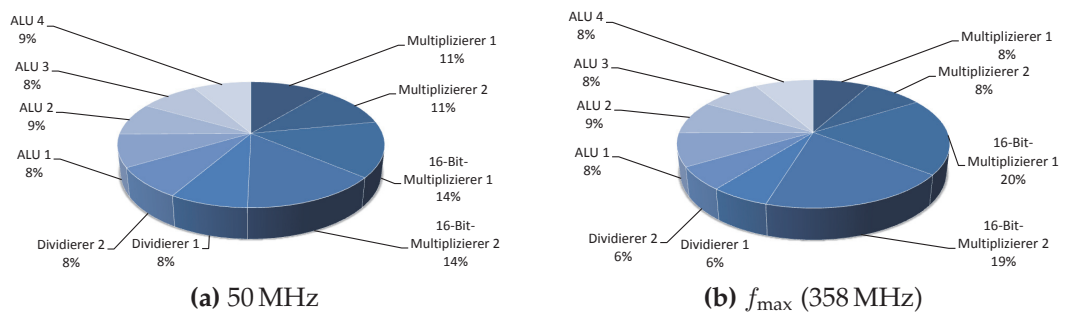 ALU 4
9%
Multiplizierer 1
11%
ALU 3
8%
Multiplizierer 2
11%
ALU 2
9%
ALU 1
8%
16-Bit-
Multiplizierer 1
14%
Dividierer 2
8%
Dividierer 1
8%
16-Bit-
Multiplizierer 2
14%
(a) 50 MHz
ALU 4
8%
Multiplizierer 1
8%
ALU 3
8%
Multiplizierer 2
8%
ALU 2
9%
ALU 1
8%
16-Bit-
Multiplizierer 1
20%
Dividierer 2
6%
Dividierer 1
6%
16-Bit-
Multiplizierer 2
19%
(b) fmax (358 MHz)